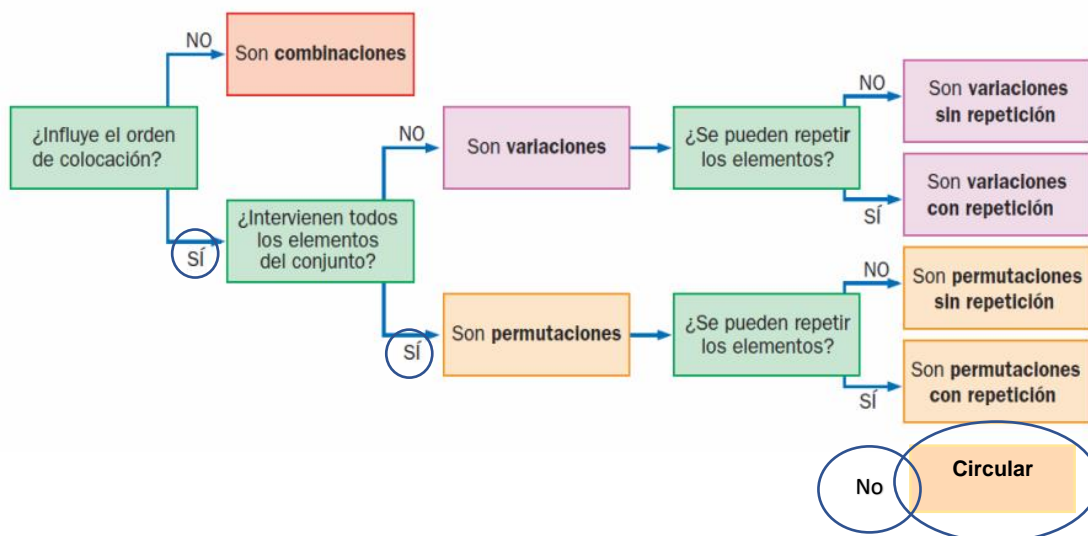 NO
Son combinaciones
¿Influye el orden
de colocación?
SÍ
¿Intervienen todos
los elementos
del conjunto?
NO
Son variaciones
¿Se pueden repetir
los elementos?
NO
Son variaciones
sin repetición
SÍ
Son variaciones
con repetición
SÍ
Son permutaciones
¿Se pueden repetir
los elementos?
NO
Son permutaciones
sin repetición
SÍ
Son permutaciones
con repetición
No
Circular